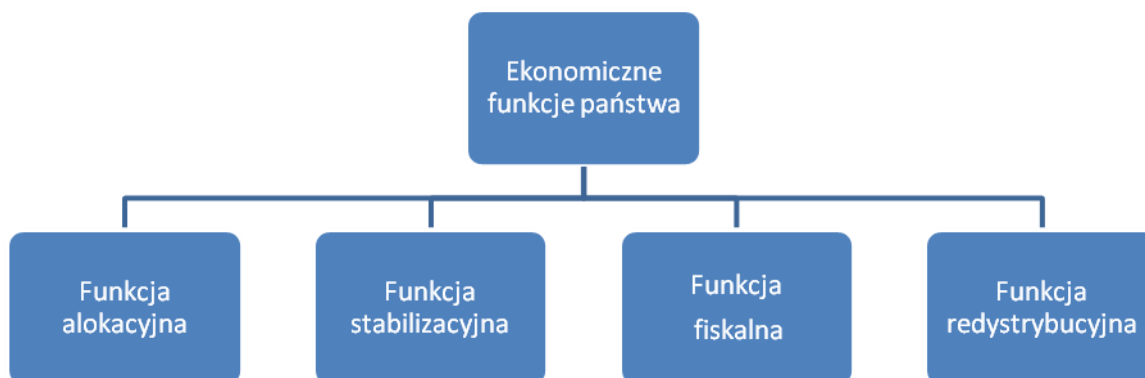 Ekonomiczne
funkcje państwa
Funkcja
alokacyjna
Funkcja
stabilizacyjna
Funkcja
fiskalna
Funkcja
redystrybucyjna